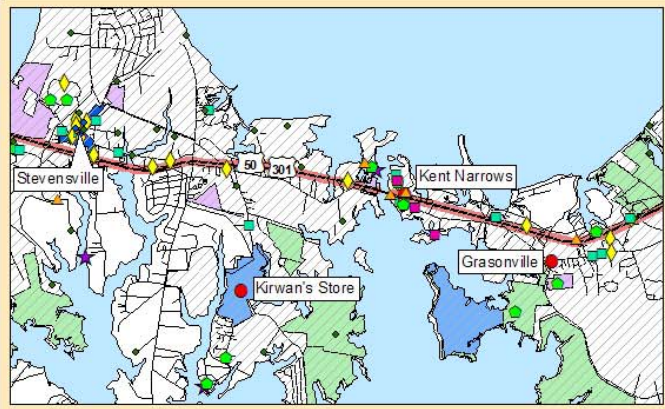 50
301
Stevensville
Kent Narrows
Grasonville
Kirwan's Store